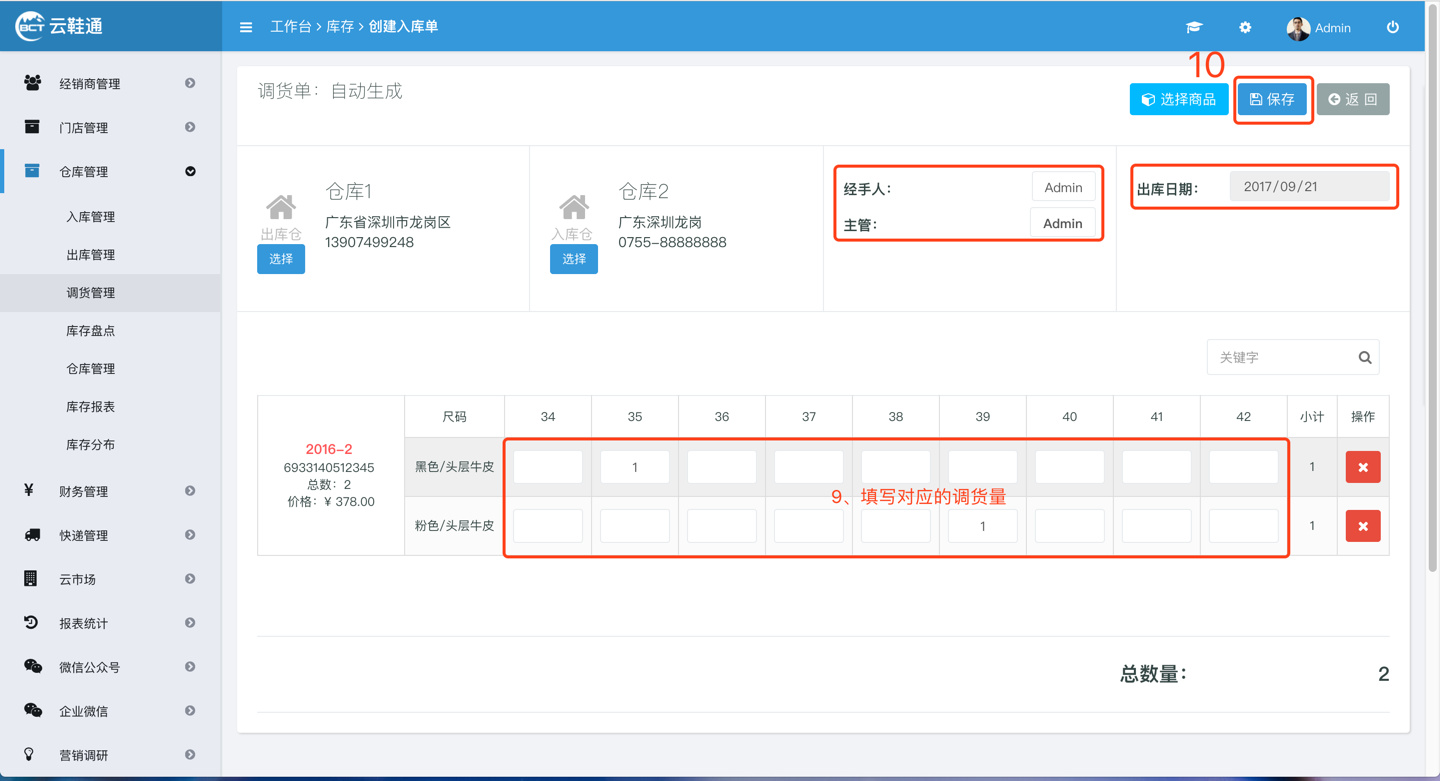 BCT 云鞋通
工作台 > 库存 > 创建入库单
Admin
经销商管理
门店管理
仓库管理
入库管理
出库管理
调货管理
库存盘点
仓库管理
库存报表
库存分布
财务管理
快递管理
云市场
报表统计
微信公众号
企业微信
营销调研
调货单：自动生成
10
选择商品
保存
返 回
出库仓
选择
仓库1
广东省深圳市龙岗区
13907499248
入库仓
选择
仓库2
广东深圳龙岗
0755-88888888
经手人： Admin
主管： Admin
出库日期： 2017/09/21
关键字
尺码 34 35 36 37 38 39 40 41 42 小计 操作
2016-2
6933140512345
总数：2
价格：¥ 378.00
黑色/头层牛皮 1 1
9、填写对应的调货量
粉色/头层牛皮 1 1
总数量： 2